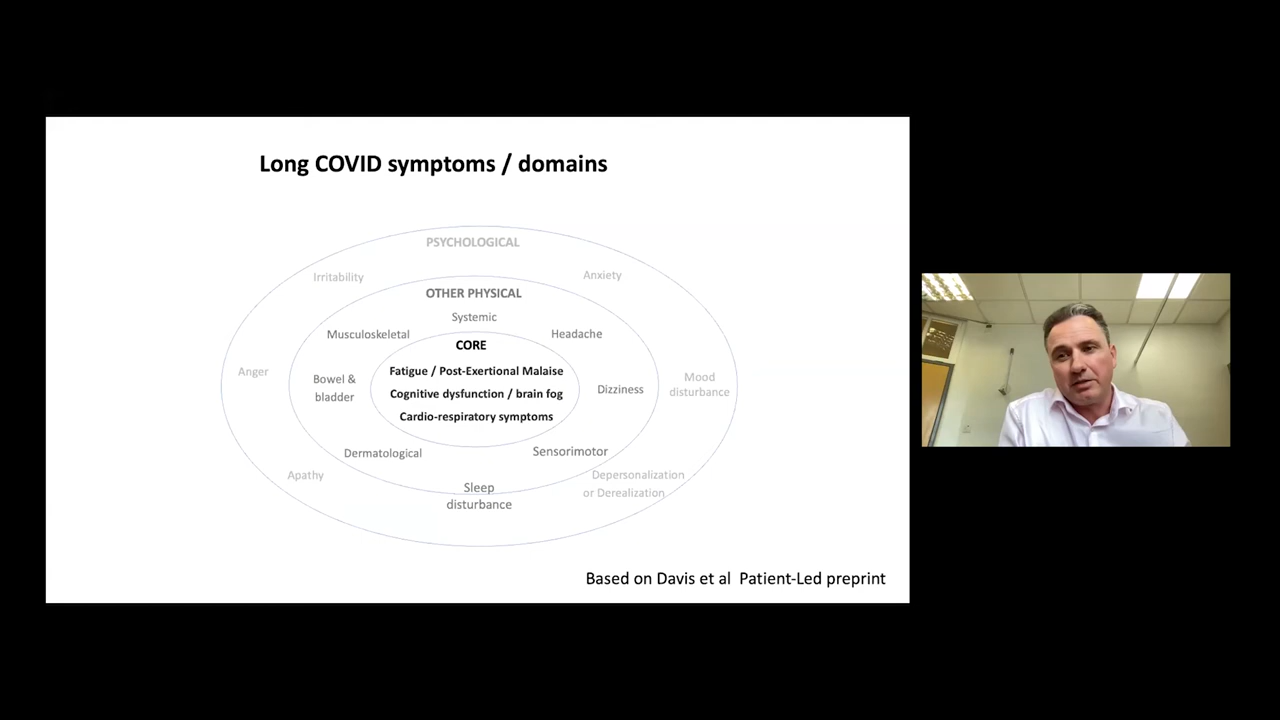 Long COVID symptoms / domains
PSYCHOLOGICAL
Irritability
Anxiety
OTHER PHYSICAL
Systemic
Musculoskeletal
Headache
CORE
Fatigue / Post-Exertional Malaise
Cognitive dysfunction / brain fog
Cardio-respiratory symptoms
Anger
Bowel &
bladder
Dizziness
Mood
disturbance
Dermatological
Sensorimotor
Apathy
Sleep
disturbance
Depersonalization
or Derealization
Based on Davis et al Patient-Led preprint